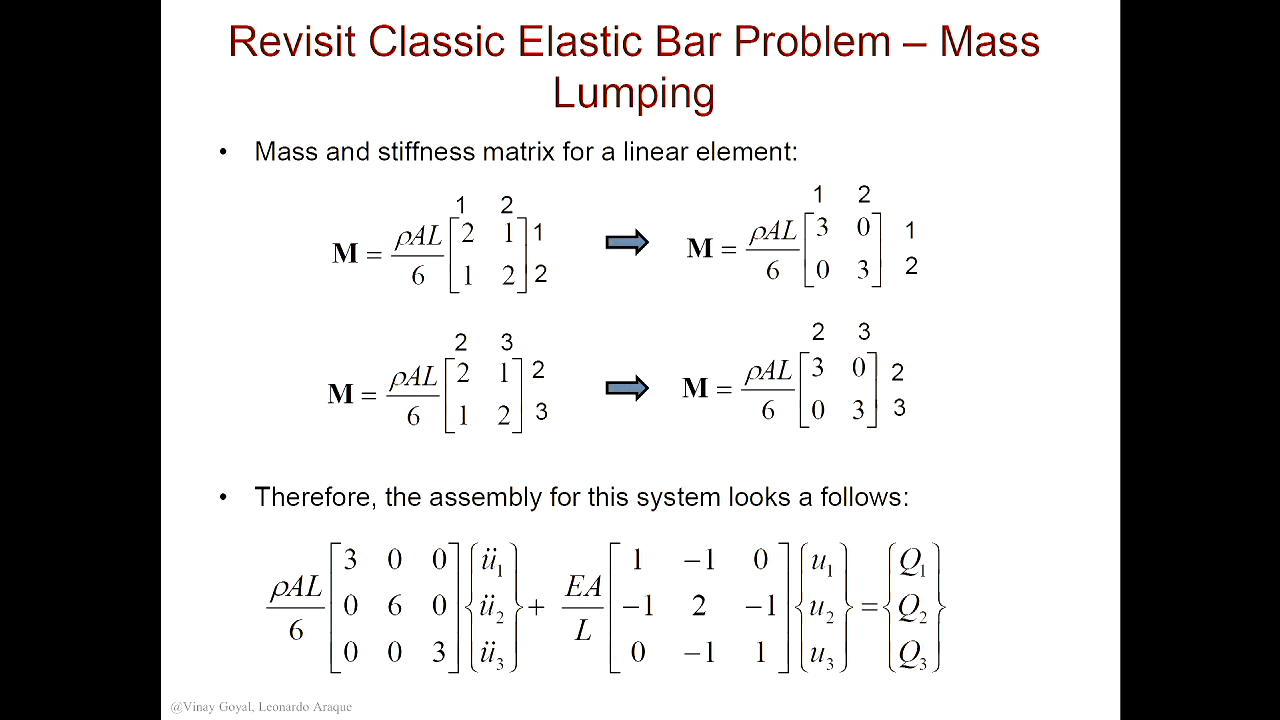 Revisit Classic Elastic Bar Problem – Mass
Lumping
• Mass and stiffness matrix for a linear element:
1 2 1 2
M = ρAL/6 [2 1; 1 2] 1 2 ⇒ M = ρAL/6 [3 0; 0 3] 1 2
2 3 2 3
M = ρAL/6 [2 1; 1 2] 2 3 ⇒ M = ρAL/6 [3 0; 0 3] 2 3
• Therefore, the assembly for this system looks a follows:
ρAL/6 [3 0 0; 0 6 0; 0 0 3] {ü₁; ü₂; ü₃} + EA/L [1 −1 0; −1 2 −1; 0 −1 1] {u₁; u₂; u₃} = {Q₁; Q₂; Q₃}
@Vinay Goyal, Leonardo Araque